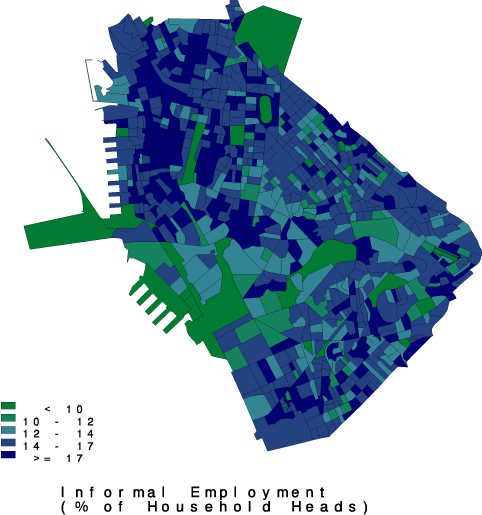 < 10
10 - 12
12 - 14
14 - 17
>= 17
Informal Employment
(% of Household Heads)